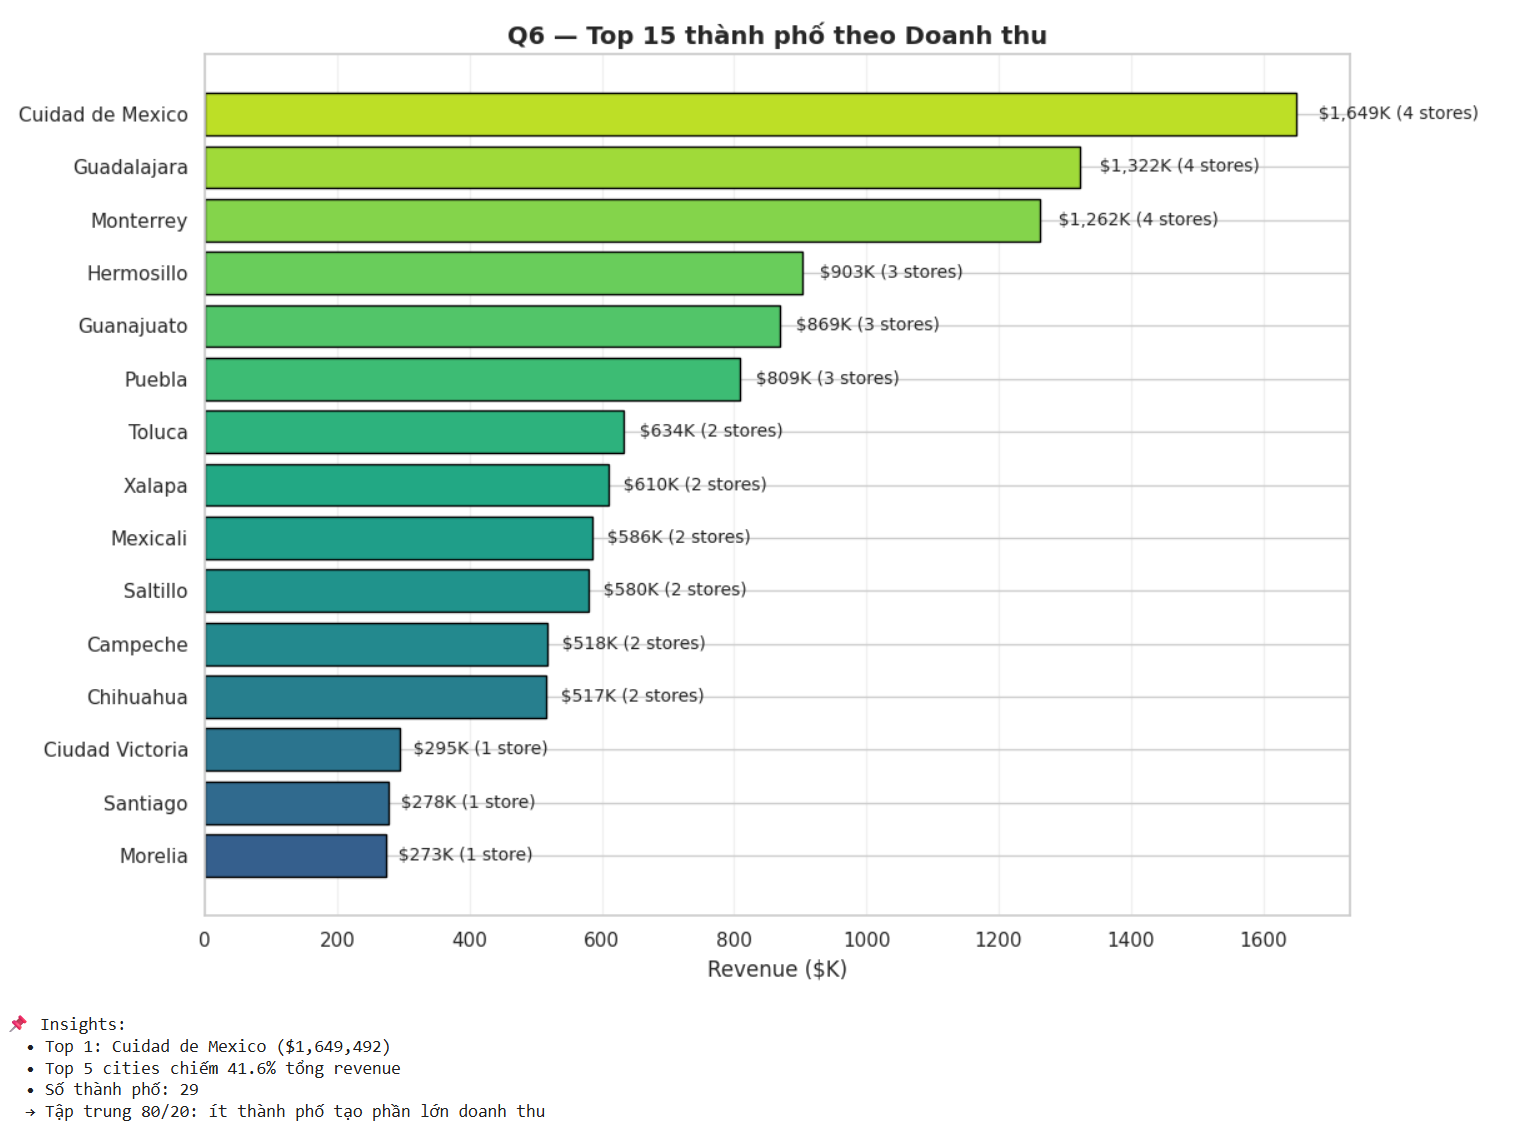 Q6 — Top 15 thành phố theo Doanh thu
Cuidad de Mexico $1,649K (4 stores)
Guadalajara $1,322K (4 stores)
Monterrey $1,262K (4 stores)
Hermosillo $903K (3 stores)
Guanajuato $869K (3 stores)
Puebla $809K (3 stores)
Toluca $634K (2 stores)
Xalapa $610K (2 stores)
Mexicali $586K (2 stores)
Saltillo $580K (2 stores)
Campeche $518K (2 stores)
Chihuahua $517K (2 stores)
Ciudad Victoria $295K (1 store)
Santiago $278K (1 store)
Morelia $273K (1 store)
0 200 400 600 800 1000 1200 1400 1600
Revenue ($K)
📌 Insights:
• Top 1: Cuidad de Mexico ($1,649,492)
• Top 5 cities chiếm 41.6% tổng revenue
• Số thành phố: 29
→ Tập trung 80/20: ít thành phố tạo phần lớn doanh thu